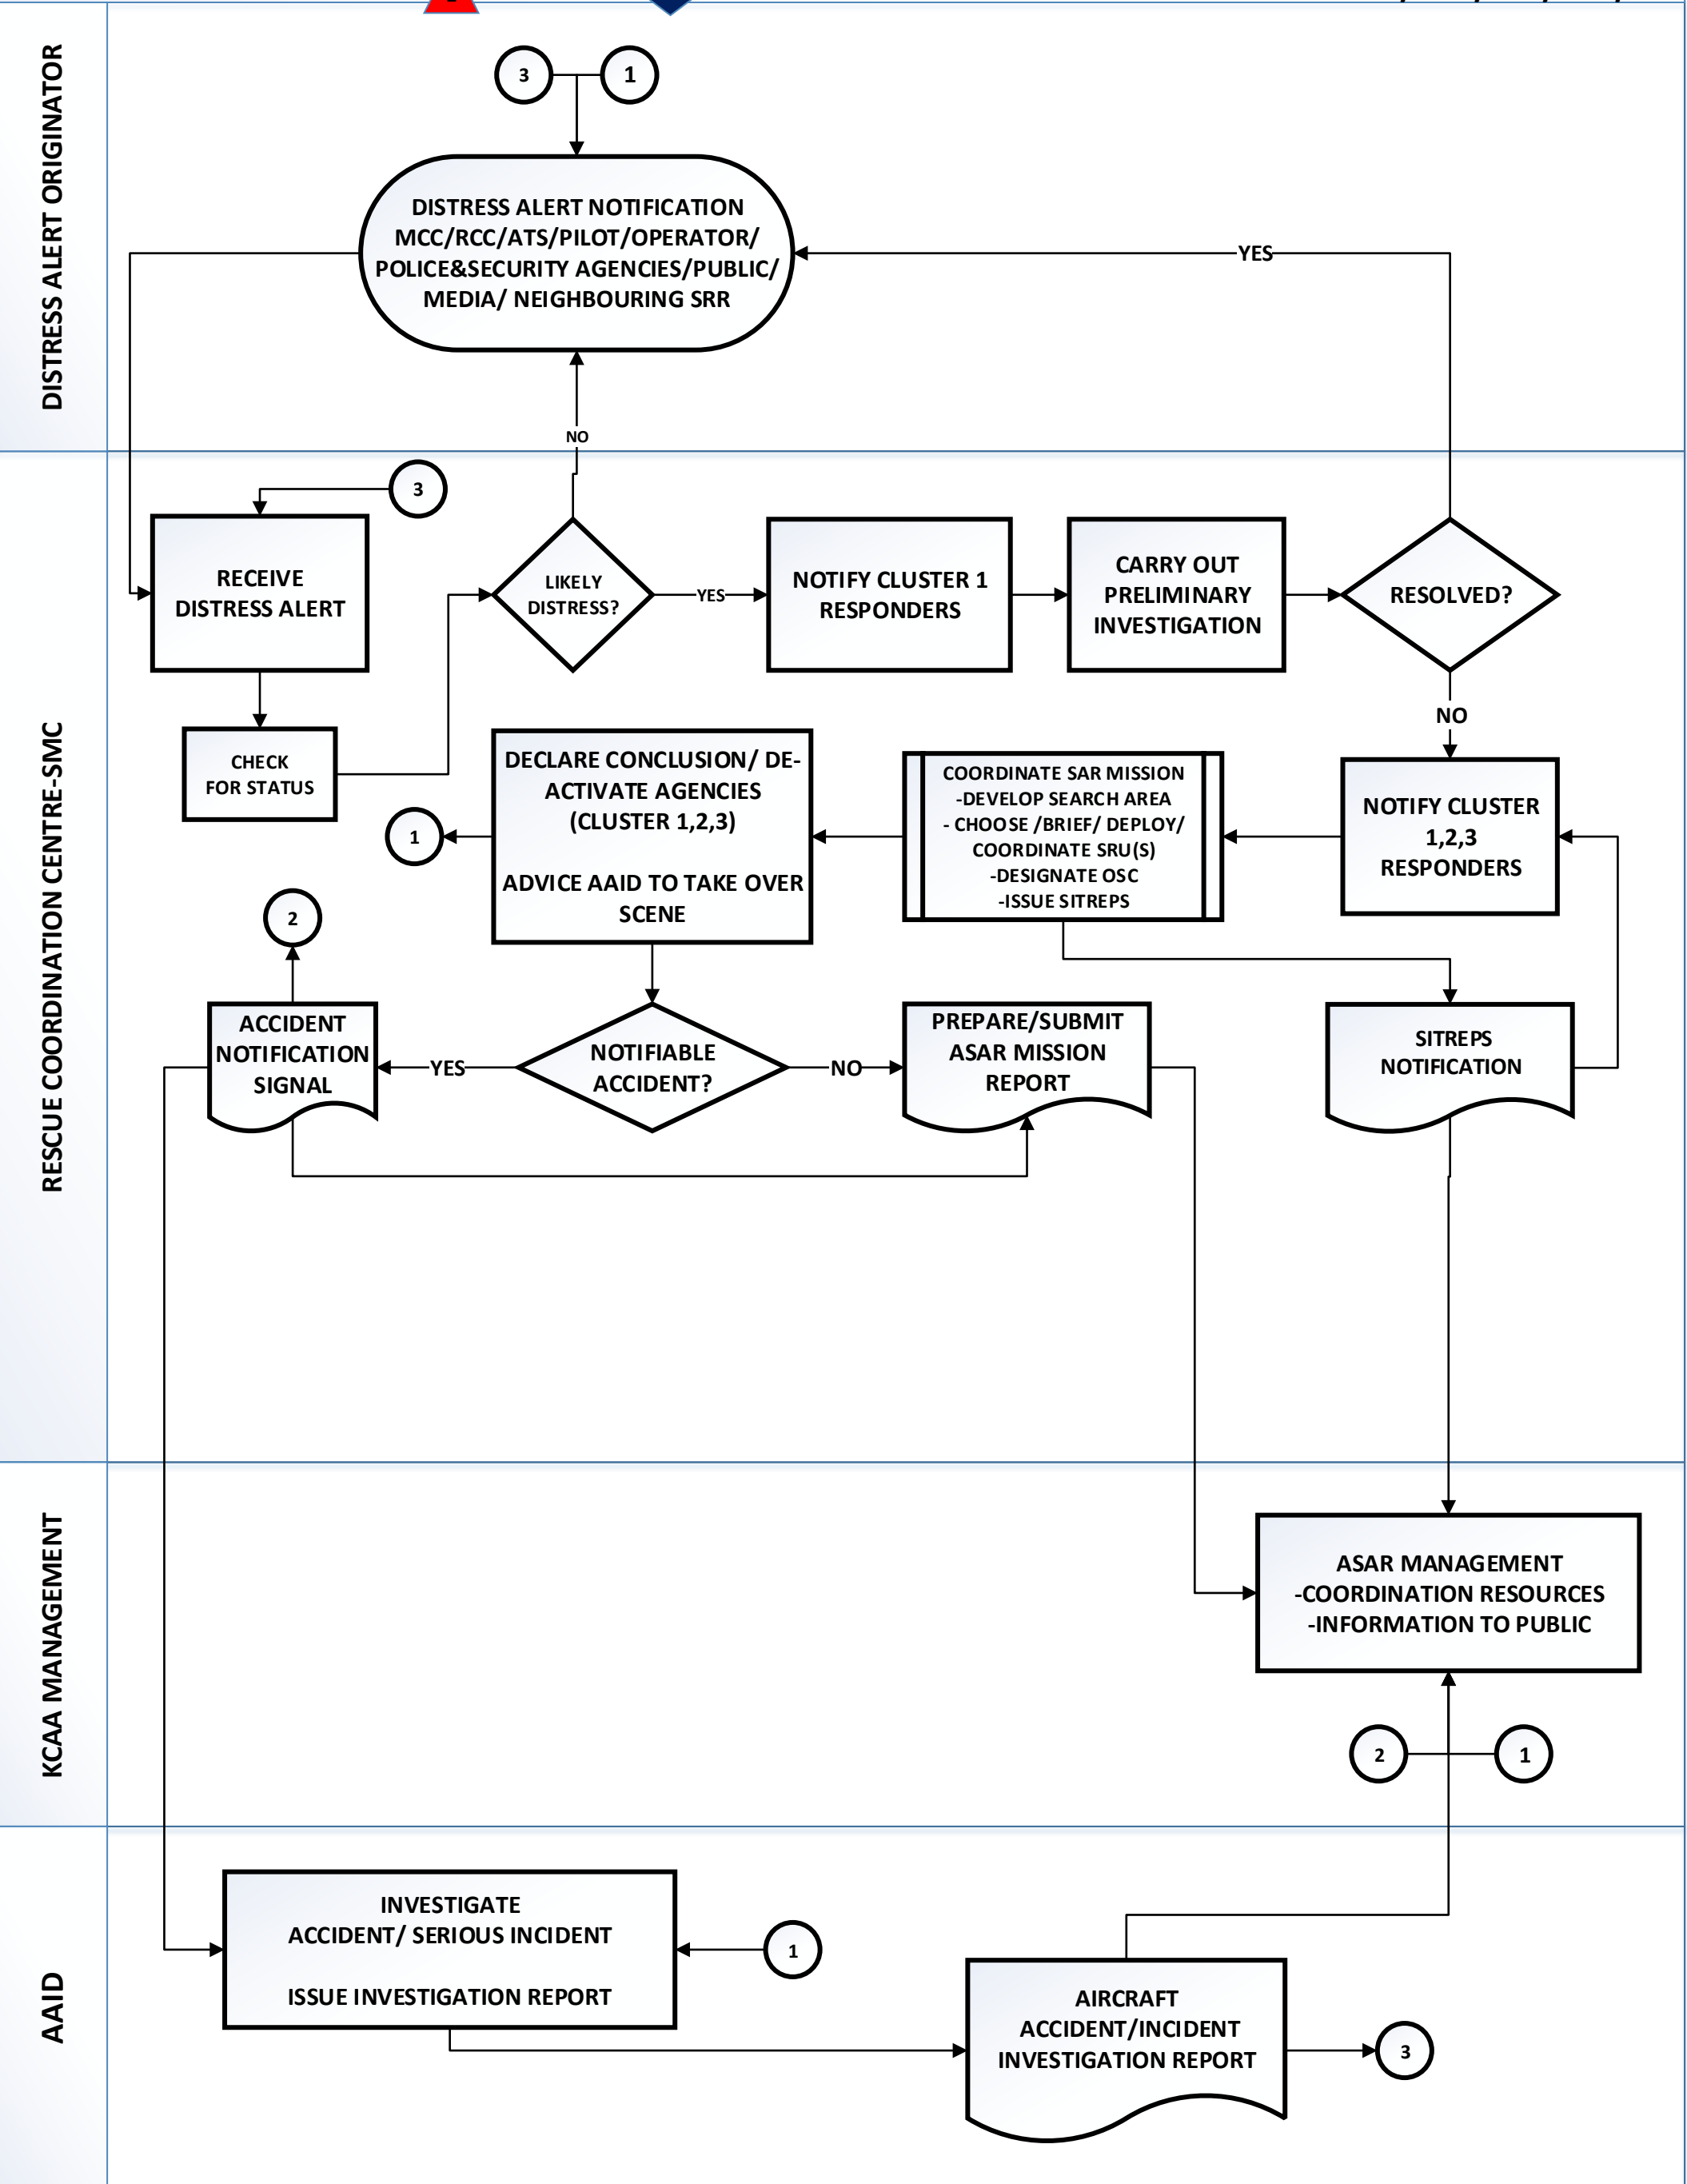 DISTRESS ALERT ORIGINATOR
3
1
DISTRESS ALERT NOTIFICATION
MCC/RCC/ATS/PILOT/OPERATOR/
POLICE&SECURITY AGENCIES/PUBLIC/
MEDIA/ NEIGHBOURING SRR
YES
NO
RESCUE COORDINATION CENTRE-SMC
3
RECEIVE
DISTRESS ALERT
LIKELY
DISTRESS?
YES
NOTIFY CLUSTER 1
RESPONDERS
CARRY OUT
PRELIMINARY
INVESTIGATION
RESOLVED?
NO
CHECK
FOR STATUS
1
DECLARE CONCLUSION/ DE-
ACTIVATE AGENCIES
(CLUSTER 1,2,3)
ADVICE AAID TO TAKE OVER
SCENE
COORDINATE SAR MISSION
-DEVELOP SEARCH AREA
- CHOOSE /BRIEF/ DEPLOY/
COORDINATE SRU(S)
-DESIGNATE OSC
-ISSUE SITREPS
NOTIFY CLUSTER
1,2,3
RESPONDERS
2
ACCIDENT
NOTIFICATION
SIGNAL
YES
NOTIFIABLE
ACCIDENT?
NO
PREPARE/SUBMIT
ASAR MISSION
REPORT
SITREPS
NOTIFICATION
KCAA MANAGEMENT
ASAR MANAGEMENT
-COORDINATION RESOURCES
-INFORMATION TO PUBLIC
2
1
AAID
INVESTIGATE
ACCIDENT/ SERIOUS INCIDENT
ISSUE INVESTIGATION REPORT
1
AIRCRAFT
ACCIDENT/INCIDENT
INVESTIGATION REPORT
3